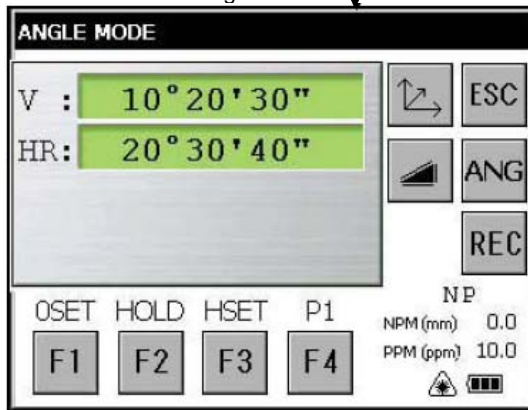 ANGLE MODE
V : 10°20'30"
HR: 20°30'40"
ESC
ANG
REC
0SET HOLD HSET P1
F1 F2 F3 F4
NP
NPM (mm) 0.0
PPM (ppm) 10.0